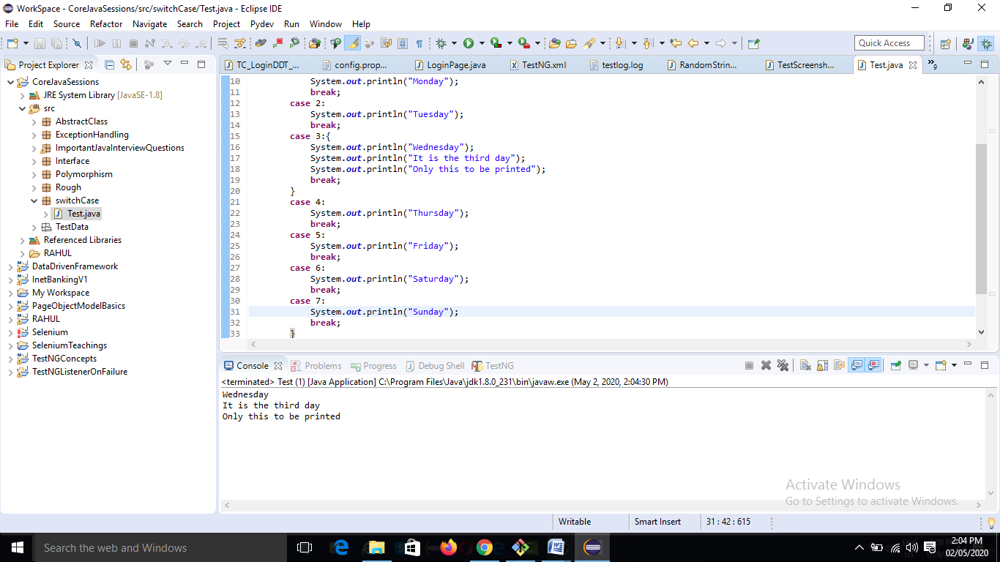 WorkSpace - CoreJavaSessions/src/switchCase/Test.java - Eclipse IDE
File Edit Source Refactor Navigate Search Project Pydev Run Window Help
Quick Access
Project Explorer
CoreJavaSessions
JRE System Library [JavaSE-1.8]
src
AbstractClass
ExceptionHandling
ImportantJavaInterviewQuestions
Interface
Polymorphism
Rough
switchCase
Test.java
TestData
Referenced Libraries
RAHUL
DataDrivenFramework
InetBankingV1
My Workspace
PageObjectModelBasics
RAHUL
Selenium
SeleniumTeachings
TestNGConcepts
TestNGListenerOnFailure
TC_LoginDDT_... config.prop... LoginPage.java TestNG.xml testlog.log RandomStrin... TestScreensh... Test.java »9
10 System.out.println("Monday");
11 break;
12 case 2:
13 System.out.println("Tuesday");
14 break;
15 case 3:{
16 System.out.println("Wednesday");
17 System.out.println("It is the third day");
18 System.out.println("Only this to be printed");
19 break;
20 }
21 case 4:
22 System.out.println("Thursday");
23 break;
24 case 5:
25 System.out.println("Friday");
26 break;
27 case 6:
28 System.out.println("Saturday");
29 break;
30 case 7:
31 System.out.println("Sunday");
32 break;
33 }
Console Problems Progress Debug Shell TestNG
<terminated> Test (1) [Java Application] C:\Program Files\Java\jdk1.8.0_231\bin\javaw.exe (May 2, 2020, 2:04:30 PM)
Wednesday
It is the third day
Only this to be printed
Activate Windows
Go to Settings to activate Windows.
Writable Smart Insert 31 : 42 : 615
Search the web and Windows
2:04 PM
02/05/2020